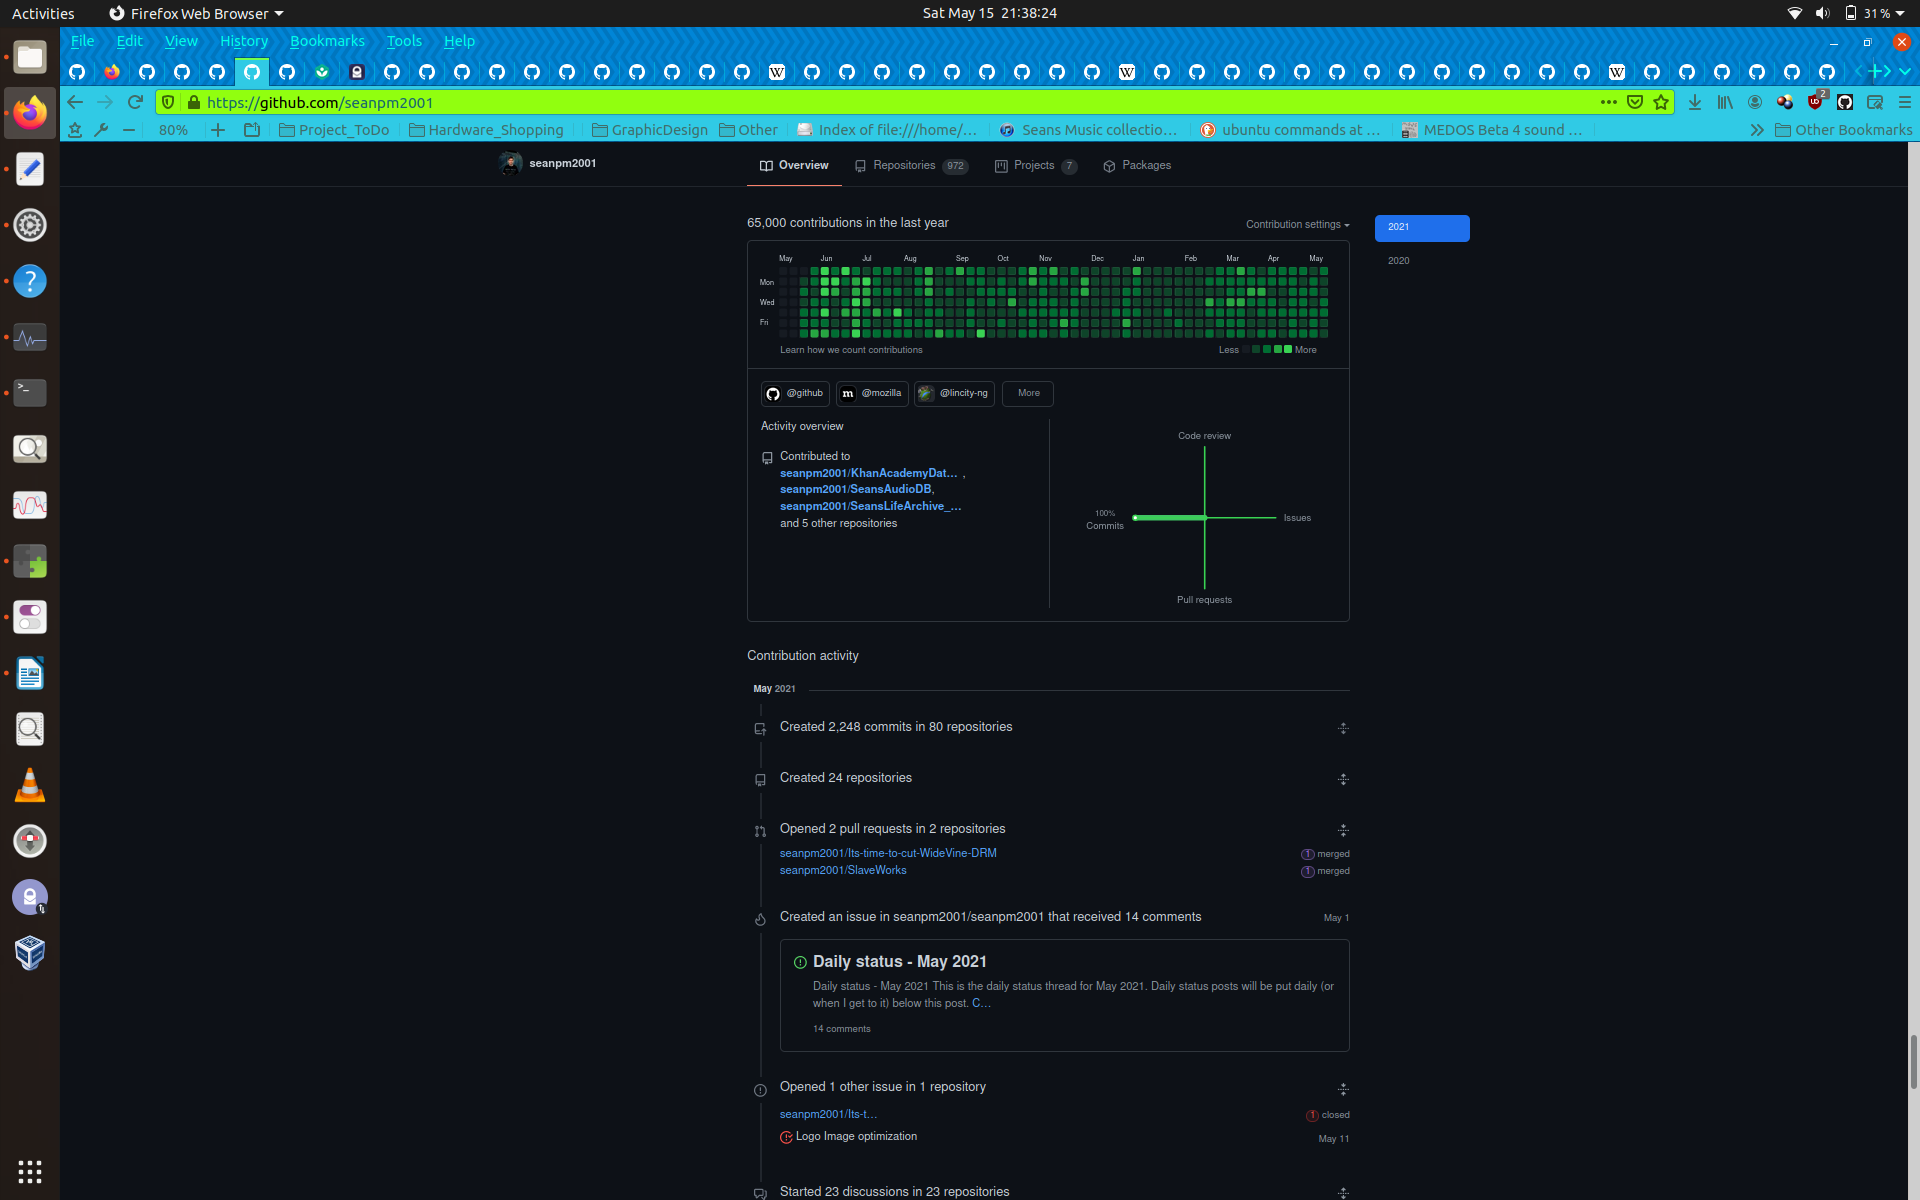 Activities Firefox Web Browser Sat May 15 21:38:24 31 %
File Edit View History Bookmarks Tools Help
https://github.com/seanpm2001 2
80% Project_ToDo Hardware_Shopping GraphicDesign Other Index of file:///home/... Seans Music collectio... ubuntu commands at ... MEDOS Beta 4 sound ... Other Bookmarks
seanpm2001 Overview Repositories 972 Projects 7 Packages
65,000 contributions in the last year Contribution settings 2021
2020
May Jun Jul Aug Sep Oct Nov Dec Jan Feb Mar Apr May
Mon
Wed
Fri
Learn how we count contributions Less More
@github m @mozilla @lincity-ng More
Activity overview
Contributed to
seanpm2001/KhanAcademyDat... ,
seanpm2001/SeansAudioDB,
seanpm2001/SeansLifeArchive_...
and 5 other repositories
Code review
100%
Commits
Issues
Pull requests
Contribution activity
May 2021
Created 2,248 commits in 80 repositories
Created 24 repositories
Opened 2 pull requests in 2 repositories
seanpm2001/Its-time-to-cut-WideVine-DRM 1 merged
seanpm2001/SlaveWorks 1 merged
Created an issue in seanpm2001/seanpm2001 that received 14 comments May 1
Daily status - May 2021
Daily status - May 2021 This is the daily status thread for May 2021. Daily status posts will be put daily (or
when I get to it) below this post. C...
14 comments
Opened 1 other issue in 1 repository
seanpm2001/Its-t... 1 closed
Logo Image optimization May 11
Started 23 discussions in 23 repositories